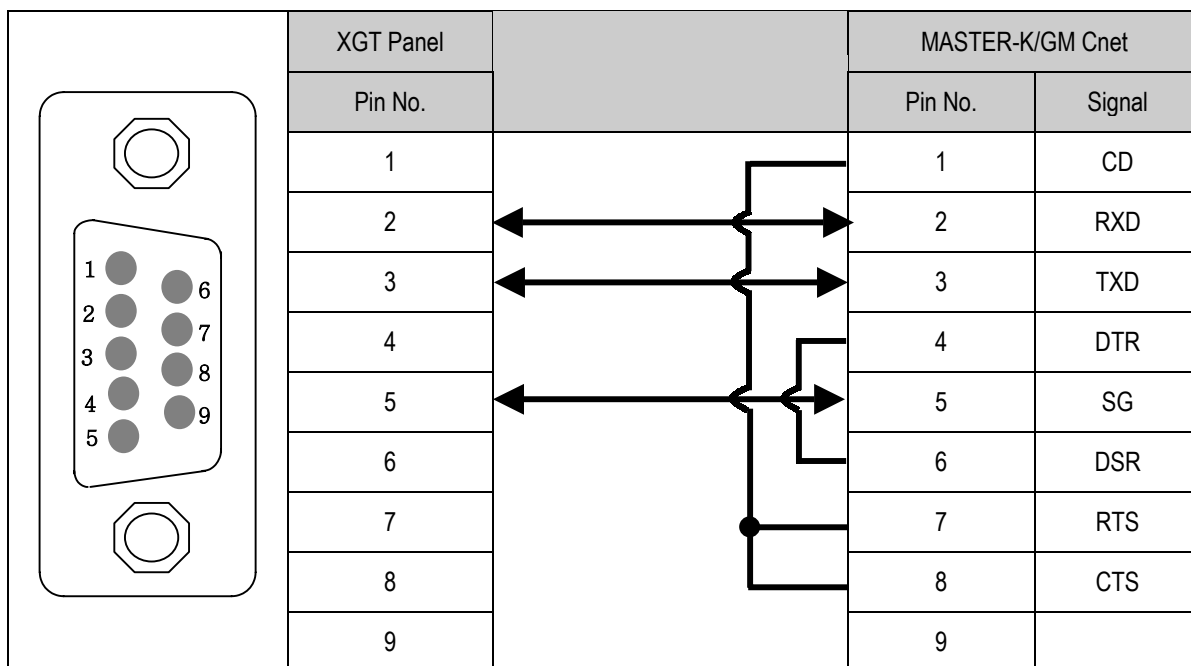 XGT Panel MASTER-K/GM Cnet
Pin No. Pin No. Signal
1 1 CD
2 2 RXD
3 3 TXD
4 4 DTR
5 5 SG
6 6 DSR
7 7 RTS
8 8 CTS
9 9
1
6
2
7
3
8
4
9
5